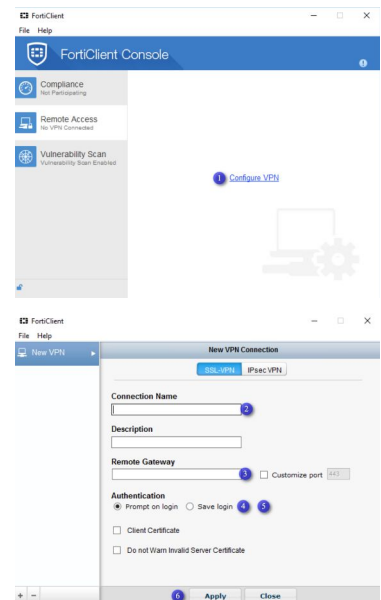 FortiClient
File Help
FortiClient Console
Compliance
Not Participating
Remote Access
No VPN Connected
Vulnerability Scan
Vulnerability Scan Enabled
1 Configure VPN
FortiClient
File Help
New VPN
New VPN Connection
SSL-VPN IPsec VPN
Connection Name
2
Description
Remote Gateway
3 Customize port 443
Authentication
Prompt on login Save login 4 5
Client Certificate
Do not Warn Invalid Server Certificate
6 Apply Close